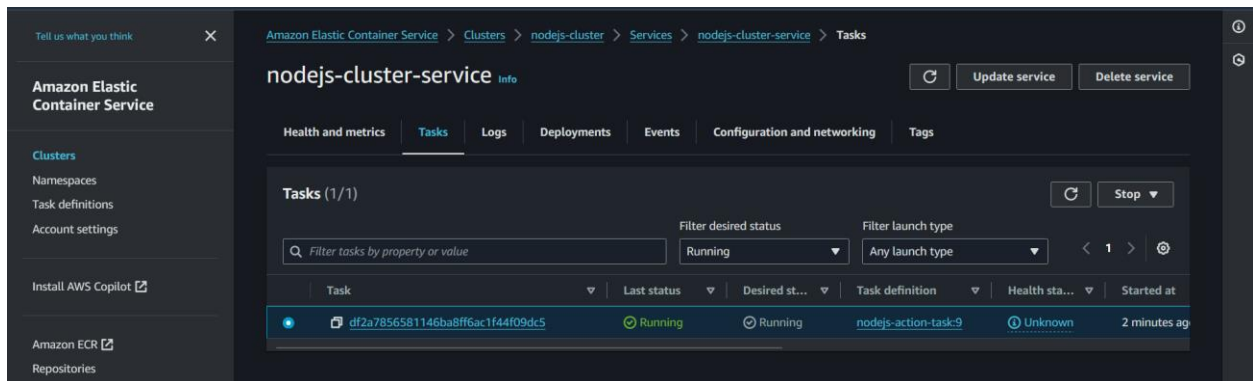 Tell us what you think
Amazon Elastic Container Service > Clusters > nodejs-cluster > Services > nodejs-cluster-service > Tasks
Amazon Elastic
Container Service
nodejs-cluster-service Info
Update service
Delete service
Health and metrics
Tasks
Logs
Deployments
Events
Configuration and networking
Tags
Clusters
Namespaces
Task definitions
Account settings
Install AWS Copilot
Amazon ECR
Repositories
Tasks (1/1)
Stop
Filter desired status
Filter launch type
Filter tasks by property or value
Running
Any launch type
1
Task
Last status
Desired st...
Task definition
Health sta...
Started at
df2a7856581146ba8ff6ac1f44f09dc5
Running
Running
nodejs-action-task:9
Unknown
2 minutes ag